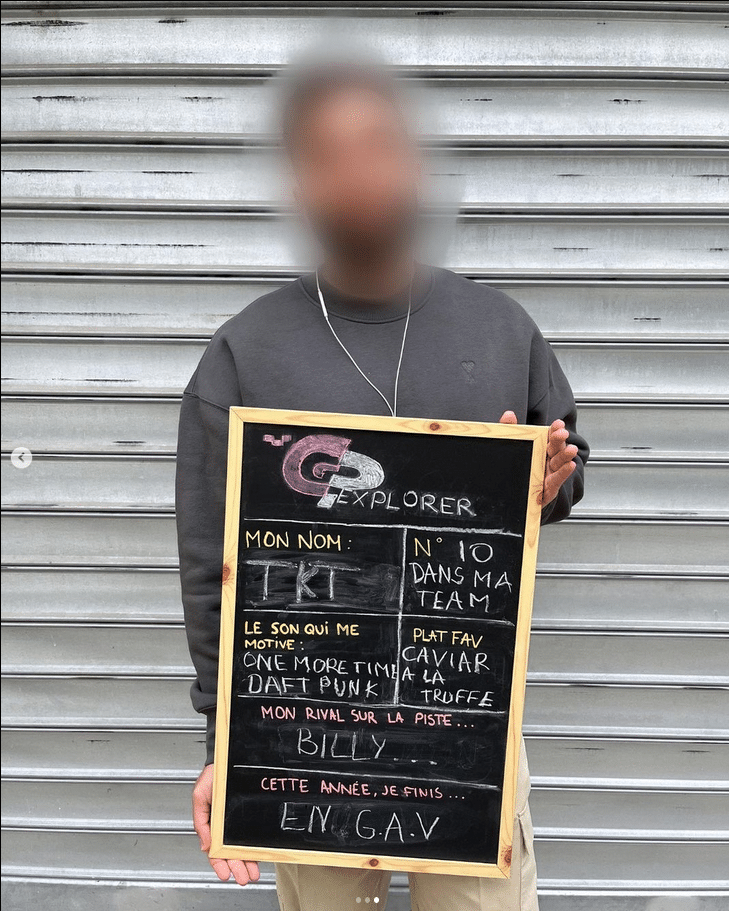 GP
EXPLORER
MON NOM :
TKT
N° 10
DANS MA
TEAM
LE SON QUI ME
MOTIVE :
ONE MORE TIME
DAFT PUNK
PLAT FAV
CAVIAR
A LA
TRUFFE
MON RIVAL SUR LA PISTE...
BILLY...
CETTE ANNÉE, JE FINIS...
EN G.A.V